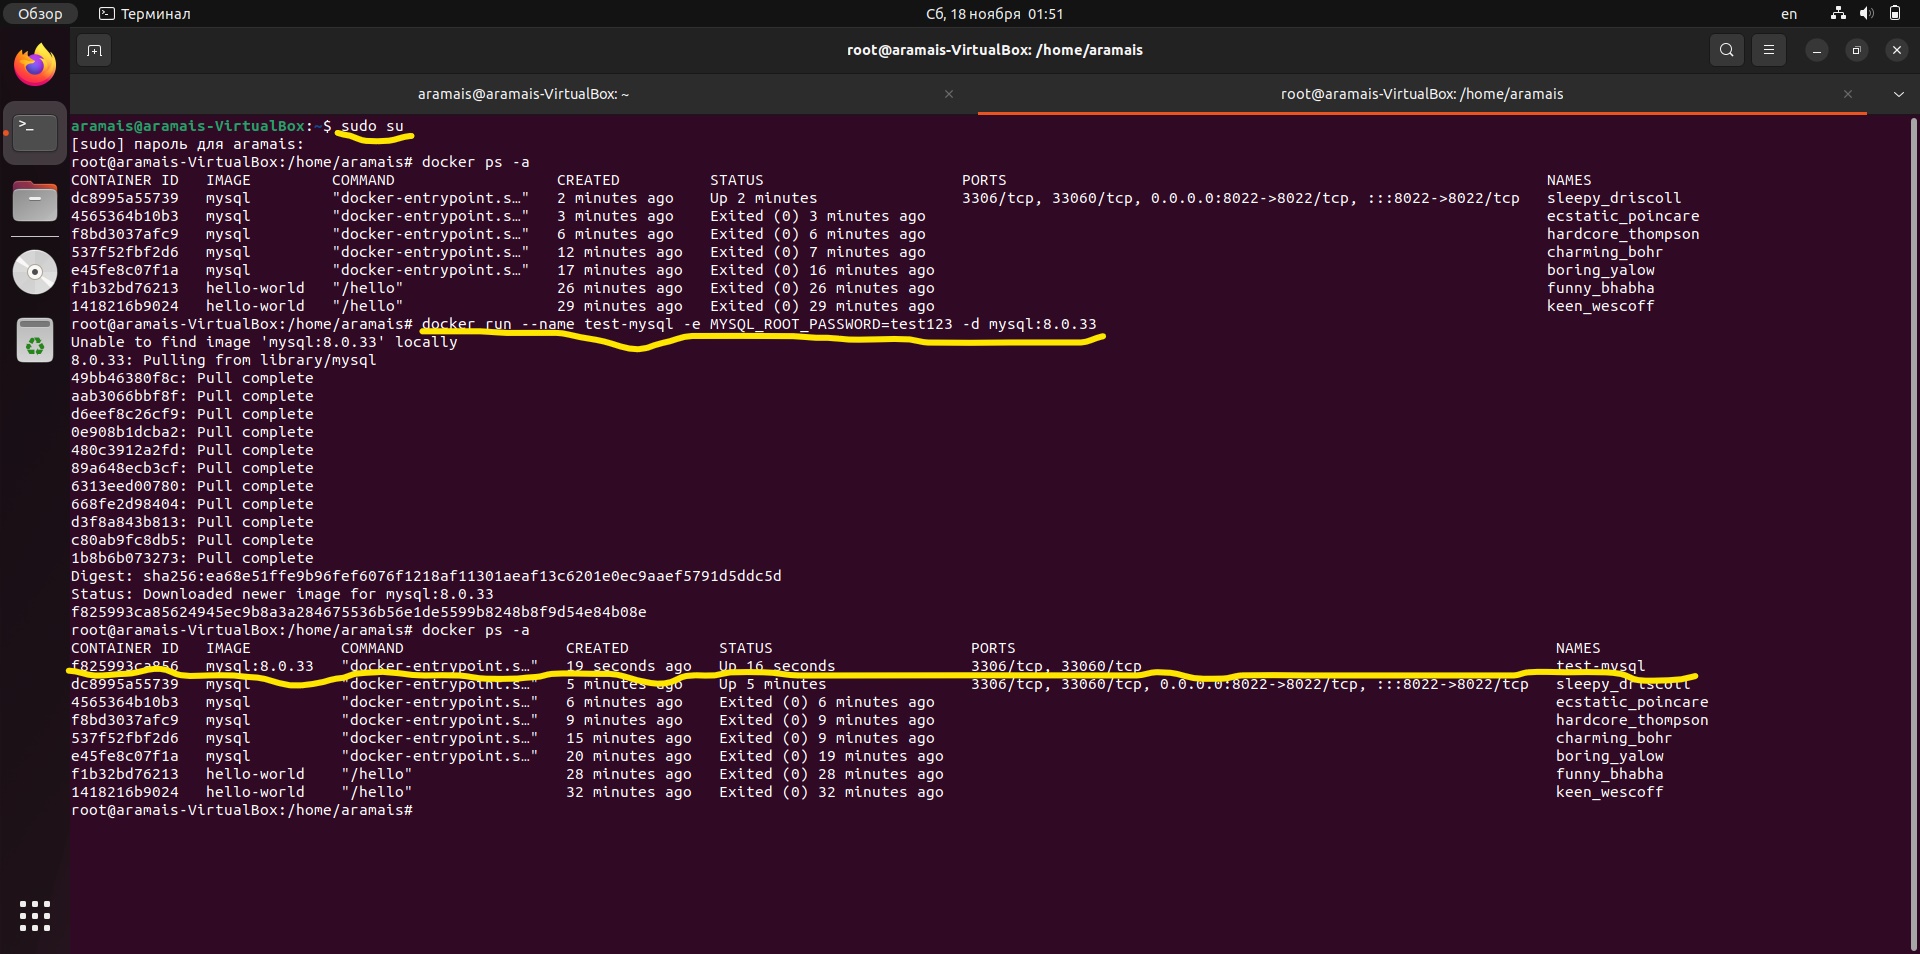 Обзор
Терминал
Сб, 18 ноября 01:51
en
root@aramais-VirtualBox: /home/aramais
aramais@aramais-VirtualBox: ~
root@aramais-VirtualBox: /home/aramais
aramais@aramais-VirtualBox:~$ sudo su
[sudo] пароль для aramais:
root@aramais-VirtualBox:/home/aramais# docker ps -a
CONTAINER ID IMAGE COMMAND CREATED STATUS PORTS NAMES
dc8995a55739 mysql "docker-entrypoint.s…" 2 minutes ago Up 2 minutes 3306/tcp, 33060/tcp, 0.0.0.0:8022->8022/tcp, :::8022->8022/tcp sleepy_driscoll
4565364b10b3 mysql "docker-entrypoint.s…" 3 minutes ago Exited (0) 3 minutes ago ecstatic_poincare
f8bd3037afc9 mysql "docker-entrypoint.s…" 6 minutes ago Exited (0) 6 minutes ago hardcore_thompson
537f52fbf2d6 mysql "docker-entrypoint.s…" 12 minutes ago Exited (0) 7 minutes ago charming_bohr
e45fe8c07f1a mysql "docker-entrypoint.s…" 17 minutes ago Exited (0) 16 minutes ago boring_yalow
f1b32bd76213 hello-world "/hello" 26 minutes ago Exited (0) 26 minutes ago funny_bhabha
1418216b9024 hello-world "/hello" 29 minutes ago Exited (0) 29 minutes ago keen_wescoff
root@aramais-VirtualBox:/home/aramais# docker run --name test-mysql -e MYSQL_ROOT_PASSWORD=test123 -d mysql:8.0.33
Unable to find image 'mysql:8.0.33' locally
8.0.33: Pulling from library/mysql
49bb46380f8c: Pull complete
aab3066bbf8f: Pull complete
d6eef8c26cf9: Pull complete
0e908b1dcba2: Pull complete
480c3912a2fd: Pull complete
89a648ecb3cf: Pull complete
6313eed00780: Pull complete
668fe2d98404: Pull complete
d3f8a843b813: Pull complete
c80ab9fc8db5: Pull complete
1b8b6b073273: Pull complete
Digest: sha256:ea68e51ffe9b96fef6076f1218af11301aeaf13c6201e0ec9aaef5791d5ddc5d
Status: Downloaded newer image for mysql:8.0.33
f825993ca85624945ec9b8a3a284675536b56e1de5599b8248b8f9d54e84b08e
root@aramais-VirtualBox:/home/aramais# docker ps -a
CONTAINER ID IMAGE COMMAND CREATED STATUS PORTS NAMES
f825993ca856 mysql:8.0.33 "docker-entrypoint.s…" 19 seconds ago Up 16 seconds 3306/tcp, 33060/tcp test-mysql
dc8995a55739 mysql "docker-entrypoint.s…" 5 minutes ago Up 5 minutes 3306/tcp, 33060/tcp, 0.0.0.0:8022->8022/tcp, :::8022->8022/tcp sleepy_driscoll
4565364b10b3 mysql "docker-entrypoint.s…" 6 minutes ago Exited (0) 6 minutes ago ecstatic_poincare
f8bd3037afc9 mysql "docker-entrypoint.s…" 9 minutes ago Exited (0) 9 minutes ago hardcore_thompson
537f52fbf2d6 mysql "docker-entrypoint.s…" 15 minutes ago Exited (0) 9 minutes ago charming_bohr
e45fe8c07f1a mysql "docker-entrypoint.s…" 20 minutes ago Exited (0) 19 minutes ago boring_yalow
f1b32bd76213 hello-world "/hello" 28 minutes ago Exited (0) 28 minutes ago funny_bhabha
1418216b9024 hello-world "/hello" 32 minutes ago Exited (0) 32 minutes ago keen_wescoff
root@aramais-VirtualBox:/home/aramais#